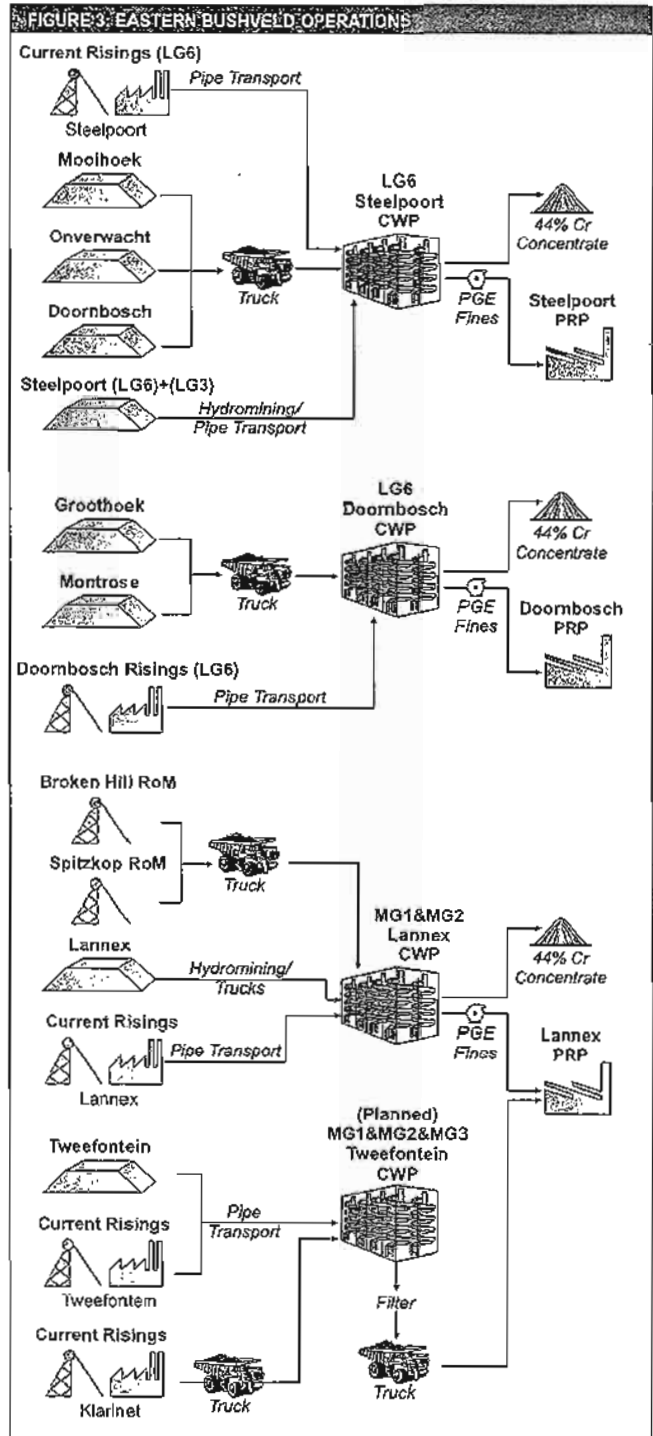 FIGURE 3. EASTERN BUSHVELD OPERATIONS
Current Risings (LG6)
Pipe Transport
Steelpoort
Mooihoek
Onverwacht
Doornbosch
Truck
LG6
Steelpoort
CWP
44% Cr
Concentrate
PGE
Fines
Steelpoort
PRP
Steelpoort (LG6)+(LG3)
Hydromining/
Pipe Transport
Groothoek
Montrose
Truck
LG6
Doornbosch
CWP
44% Cr
Concentrate
PGE
Fines
Doornbosch
PRP
Doornbosch Risings (LG6)
Pipe Transport
Broken Hill RoM
Spitzkop RoM
Truck
Lannex
Hydromining/
Trucks
Current Risings
Pipe Transport
Lannex
MG1&MG2
Lannex
CWP
44% Cr
Concentrate
PGE
Fines
Lannex
PRP
(Planned)
MG1&MG2&MG3
Tweefontein
CWP
Tweefontein
Pipe
Transport
Current Risings
Tweefontein
Filter
Truck
Current Risings
Klarinet
Truck